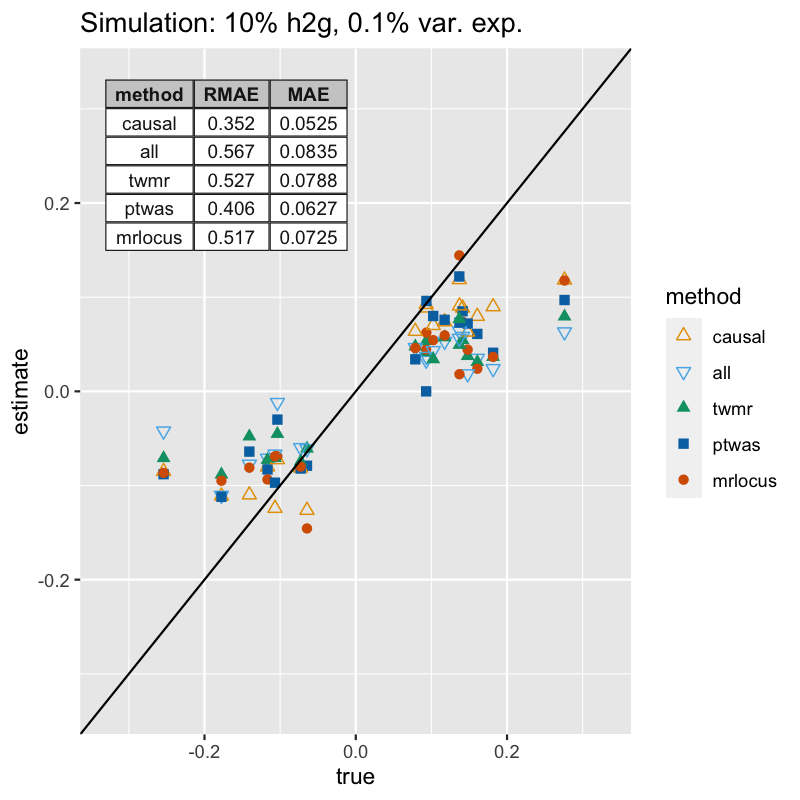 Simulation: 10% h2g, 0.1% var. exp.
method RMAE MAE
causal 0.352 0.0525
all 0.567 0.0835
twmr 0.527 0.0788
ptwas 0.406 0.0627
mrlocus 0.517 0.0725
0.2
0.0
-0.2
estimate
-0.2 0.0 0.2
true
method
causal
all
twmr
ptwas
mrlocus